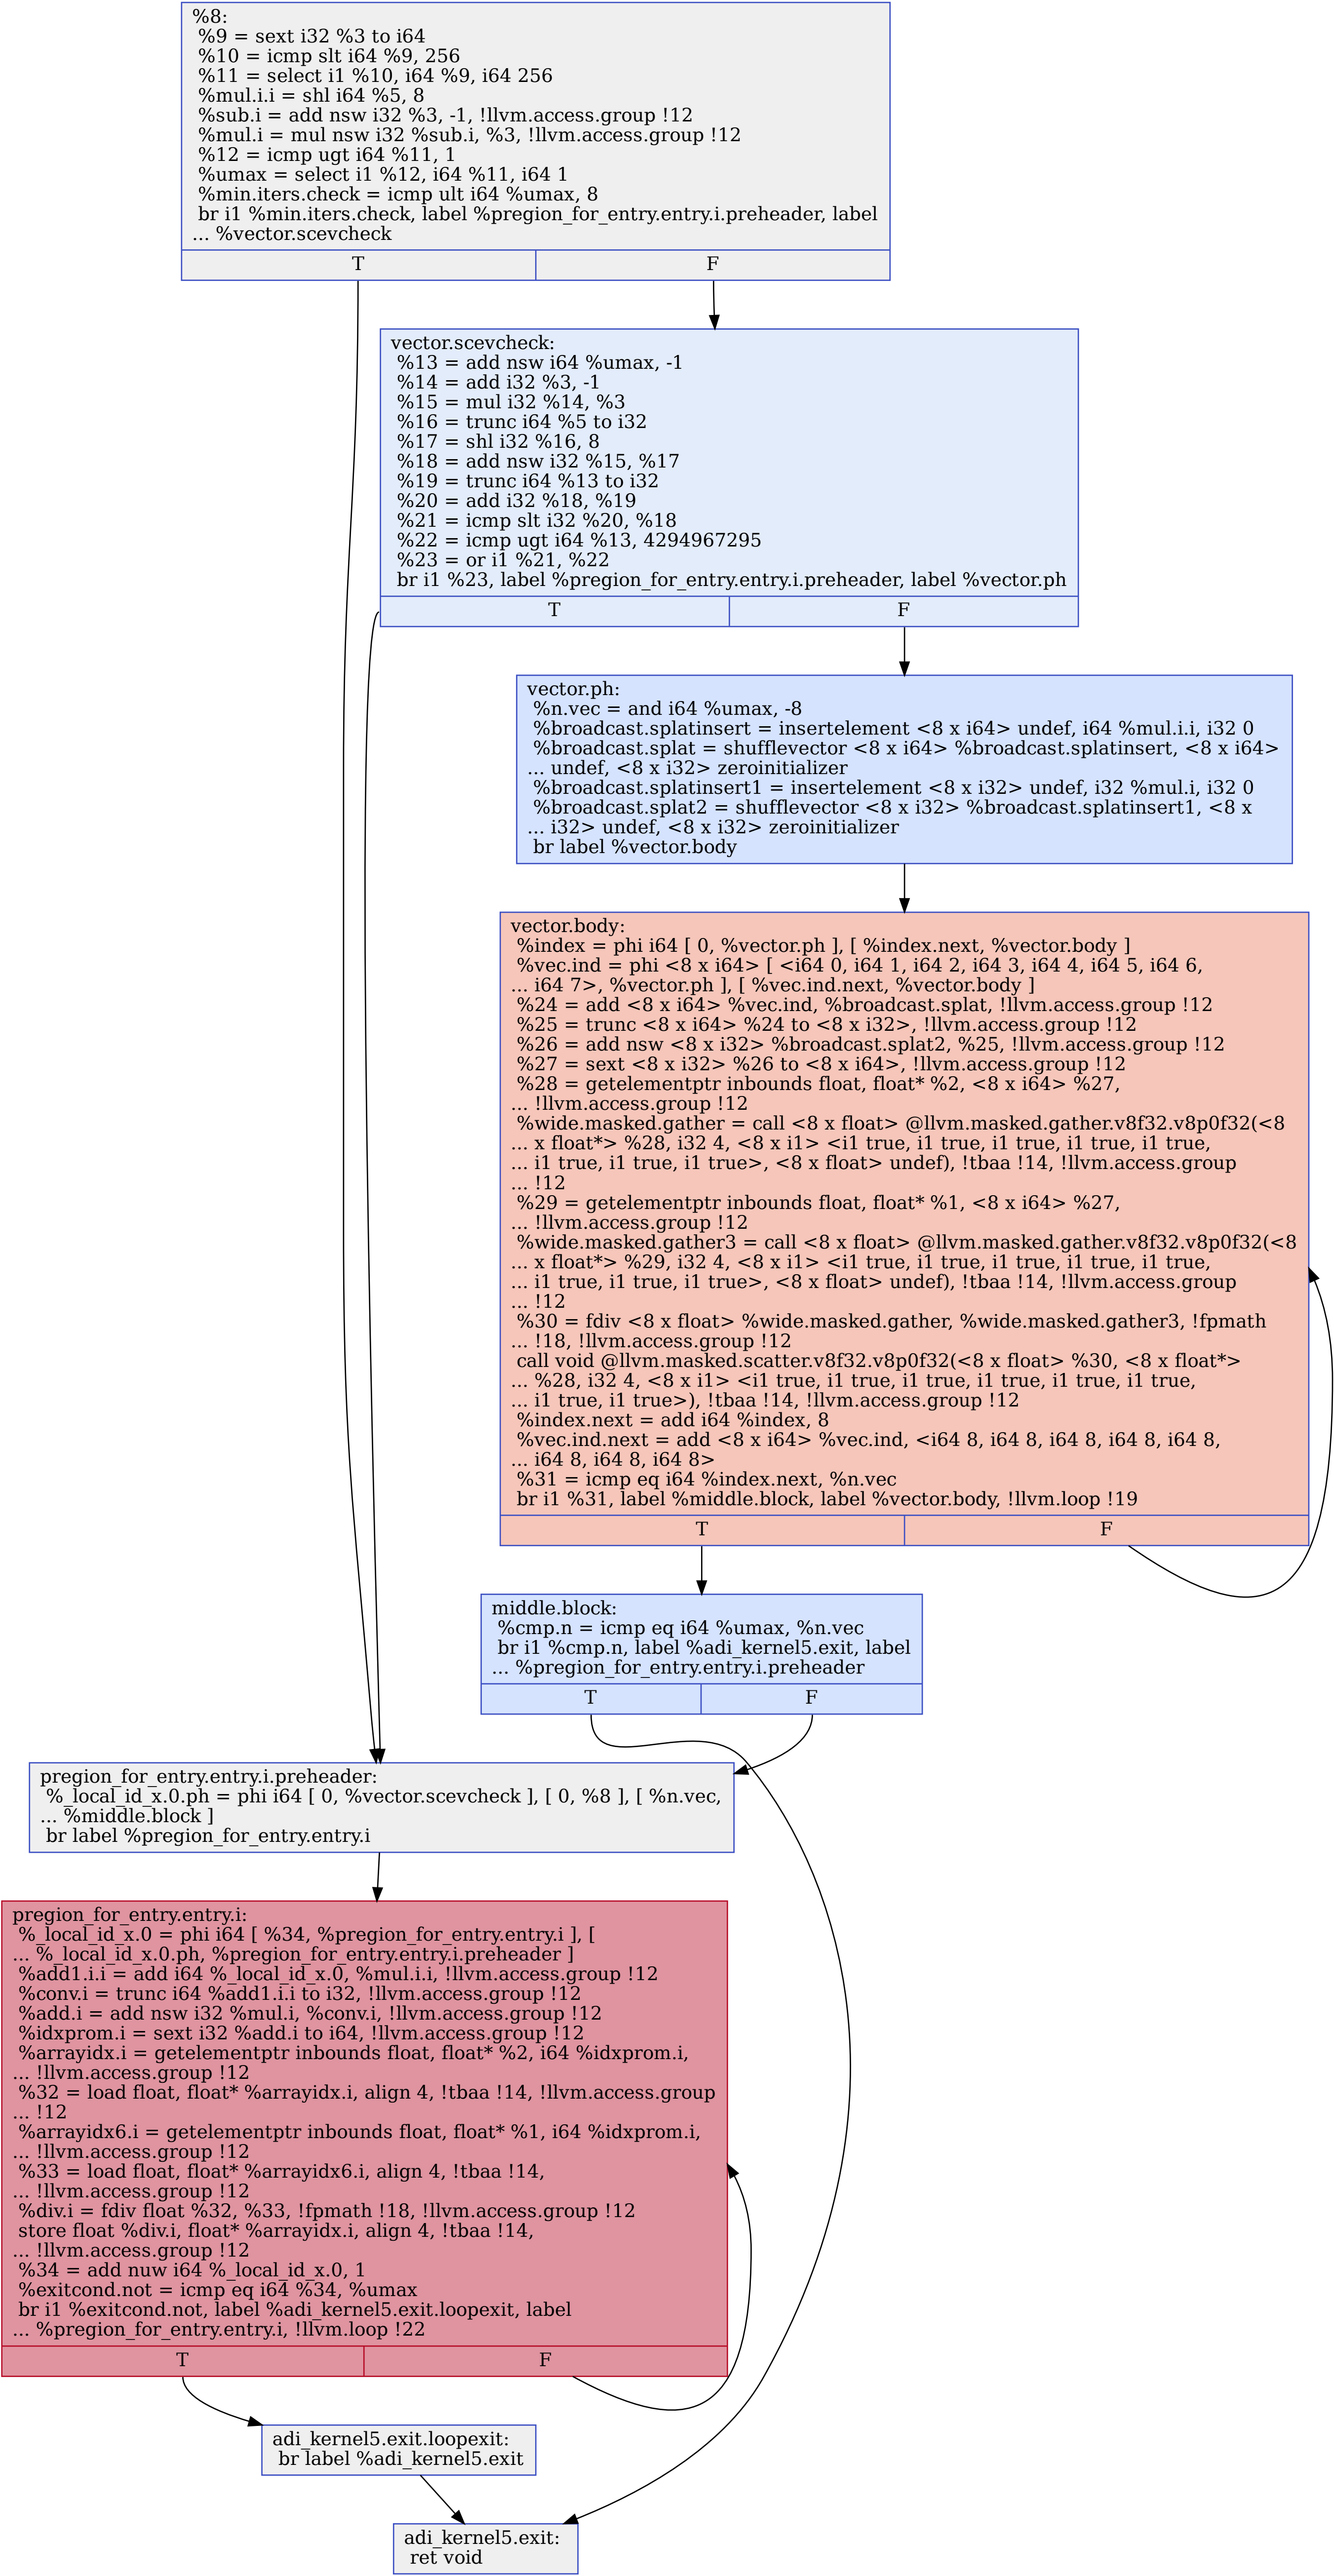 %8:
%9 = sext i32 %3 to i64
%10 = icmp slt i64 %9, 256
%11 = select i1 %10, i64 %9, i64 256
%mul.i.i = shl i64 %5, 8
%sub.i = add nsw i32 %3, -1, !llvm.access.group !12
%mul.i = mul nsw i32 %sub.i, %3, !llvm.access.group !12
%12 = icmp ugt i64 %11, 1
%umax = select i1 %12, i64 %11, i64 1
%min.iters.check = icmp ult i64 %umax, 8
br i1 %min.iters.check, label %pregion_for_entry.entry.i.preheader, label
... %vector.scevcheck
T F
vector.scevcheck:
%13 = add nsw i64 %umax, -1
%14 = add i32 %3, -1
%15 = mul i32 %14, %3
%16 = trunc i64 %5 to i32
%17 = shl i32 %16, 8
%18 = add nsw i32 %15, %17
%19 = trunc i64 %13 to i32
%20 = add i32 %18, %19
%21 = icmp slt i32 %20, %18
%22 = icmp ugt i64 %13, 4294967295
%23 = or i1 %21, %22
br i1 %23, label %pregion_for_entry.entry.i.preheader, label %vector.ph
T F
vector.ph:
%n.vec = and i64 %umax, -8
%broadcast.splatinsert = insertelement <8 x i64> undef, i64 %mul.i.i, i32 0
%broadcast.splat = shufflevector <8 x i64> %broadcast.splatinsert, <8 x i64>
... undef, <8 x i32> zeroinitializer
%broadcast.splatinsert1 = insertelement <8 x i32> undef, i32 %mul.i, i32 0
%broadcast.splat2 = shufflevector <8 x i32> %broadcast.splatinsert1, <8 x
... i32> undef, <8 x i32> zeroinitializer
br label %vector.body
vector.body:
%index = phi i64 [ 0, %vector.ph ], [ %index.next, %vector.body ]
%vec.ind = phi <8 x i64> [ <i64 0, i64 1, i64 2, i64 3, i64 4, i64 5, i64 6,
... i64 7>, %vector.ph ], [ %vec.ind.next, %vector.body ]
%24 = add <8 x i64> %vec.ind, %broadcast.splat, !llvm.access.group !12
%25 = trunc <8 x i64> %24 to <8 x i32>, !llvm.access.group !12
%26 = add nsw <8 x i32> %broadcast.splat2, %25, !llvm.access.group !12
%27 = sext <8 x i32> %26 to <8 x i64>, !llvm.access.group !12
%28 = getelementptr inbounds float, float* %2, <8 x i64> %27,
... !llvm.access.group !12
%wide.masked.gather = call <8 x float> @llvm.masked.gather.v8f32.v8p0f32(<8
... x float*> %28, i32 4, <8 x i1> <i1 true, i1 true, i1 true, i1 true, i1 true,
... i1 true, i1 true, i1 true>, <8 x float> undef), !tbaa !14, !llvm.access.group
... !12
%29 = getelementptr inbounds float, float* %1, <8 x i64> %27,
... !llvm.access.group !12
%wide.masked.gather3 = call <8 x float> @llvm.masked.gather.v8f32.v8p0f32(<8
... x float*> %29, i32 4, <8 x i1> <i1 true, i1 true, i1 true, i1 true, i1 true,
... i1 true, i1 true, i1 true>, <8 x float> undef), !tbaa !14, !llvm.access.group
... !12
%30 = fdiv <8 x float> %wide.masked.gather, %wide.masked.gather3, !fpmath
... !18, !llvm.access.group !12
call void @llvm.masked.scatter.v8f32.v8p0f32(<8 x float> %30, <8 x float*>
... %28, i32 4, <8 x i1> <i1 true, i1 true, i1 true, i1 true, i1 true, i1 true,
... i1 true, i1 true>), !tbaa !14, !llvm.access.group !12
%index.next = add i64 %index, 8
%vec.ind.next = add <8 x i64> %vec.ind, <i64 8, i64 8, i64 8, i64 8, i64 8,
... i64 8, i64 8, i64 8>
%31 = icmp eq i64 %index.next, %n.vec
br i1 %31, label %middle.block, label %vector.body, !llvm.loop !19
T F
middle.block:
%cmp.n = icmp eq i64 %umax, %n.vec
br i1 %cmp.n, label %adi_kernel5.exit, label
... %pregion_for_entry.entry.i.preheader
T F
pregion_for_entry.entry.i.preheader:
%_local_id_x.0.ph = phi i64 [ 0, %vector.scevcheck ], [ 0, %8 ], [ %n.vec,
... %middle.block ]
br label %pregion_for_entry.entry.i
pregion_for_entry.entry.i:
%_local_id_x.0 = phi i64 [ %34, %pregion_for_entry.entry.i ], [
... %_local_id_x.0.ph, %pregion_for_entry.entry.i.preheader ]
%add1.i.i = add i64 %_local_id_x.0, %mul.i.i, !llvm.access.group !12
%conv.i = trunc i64 %add1.i.i to i32, !llvm.access.group !12
%add.i = add nsw i32 %mul.i, %conv.i, !llvm.access.group !12
%idxprom.i = sext i32 %add.i to i64, !llvm.access.group !12
%arrayidx.i = getelementptr inbounds float, float* %2, i64 %idxprom.i,
... !llvm.access.group !12
%32 = load float, float* %arrayidx.i, align 4, !tbaa !14, !llvm.access.group
... !12
%arrayidx6.i = getelementptr inbounds float, float* %1, i64 %idxprom.i,
... !llvm.access.group !12
%33 = load float, float* %arrayidx6.i, align 4, !tbaa !14,
... !llvm.access.group !12
%div.i = fdiv float %32, %33, !fpmath !18, !llvm.access.group !12
store float %div.i, float* %arrayidx.i, align 4, !tbaa !14,
... !llvm.access.group !12
%34 = add nuw i64 %_local_id_x.0, 1
%exitcond.not = icmp eq i64 %34, %umax
br i1 %exitcond.not, label %adi_kernel5.exit.loopexit, label
... %pregion_for_entry.entry.i, !llvm.loop !22
T F
adi_kernel5.exit.loopexit:
br label %adi_kernel5.exit
adi_kernel5.exit:
ret void